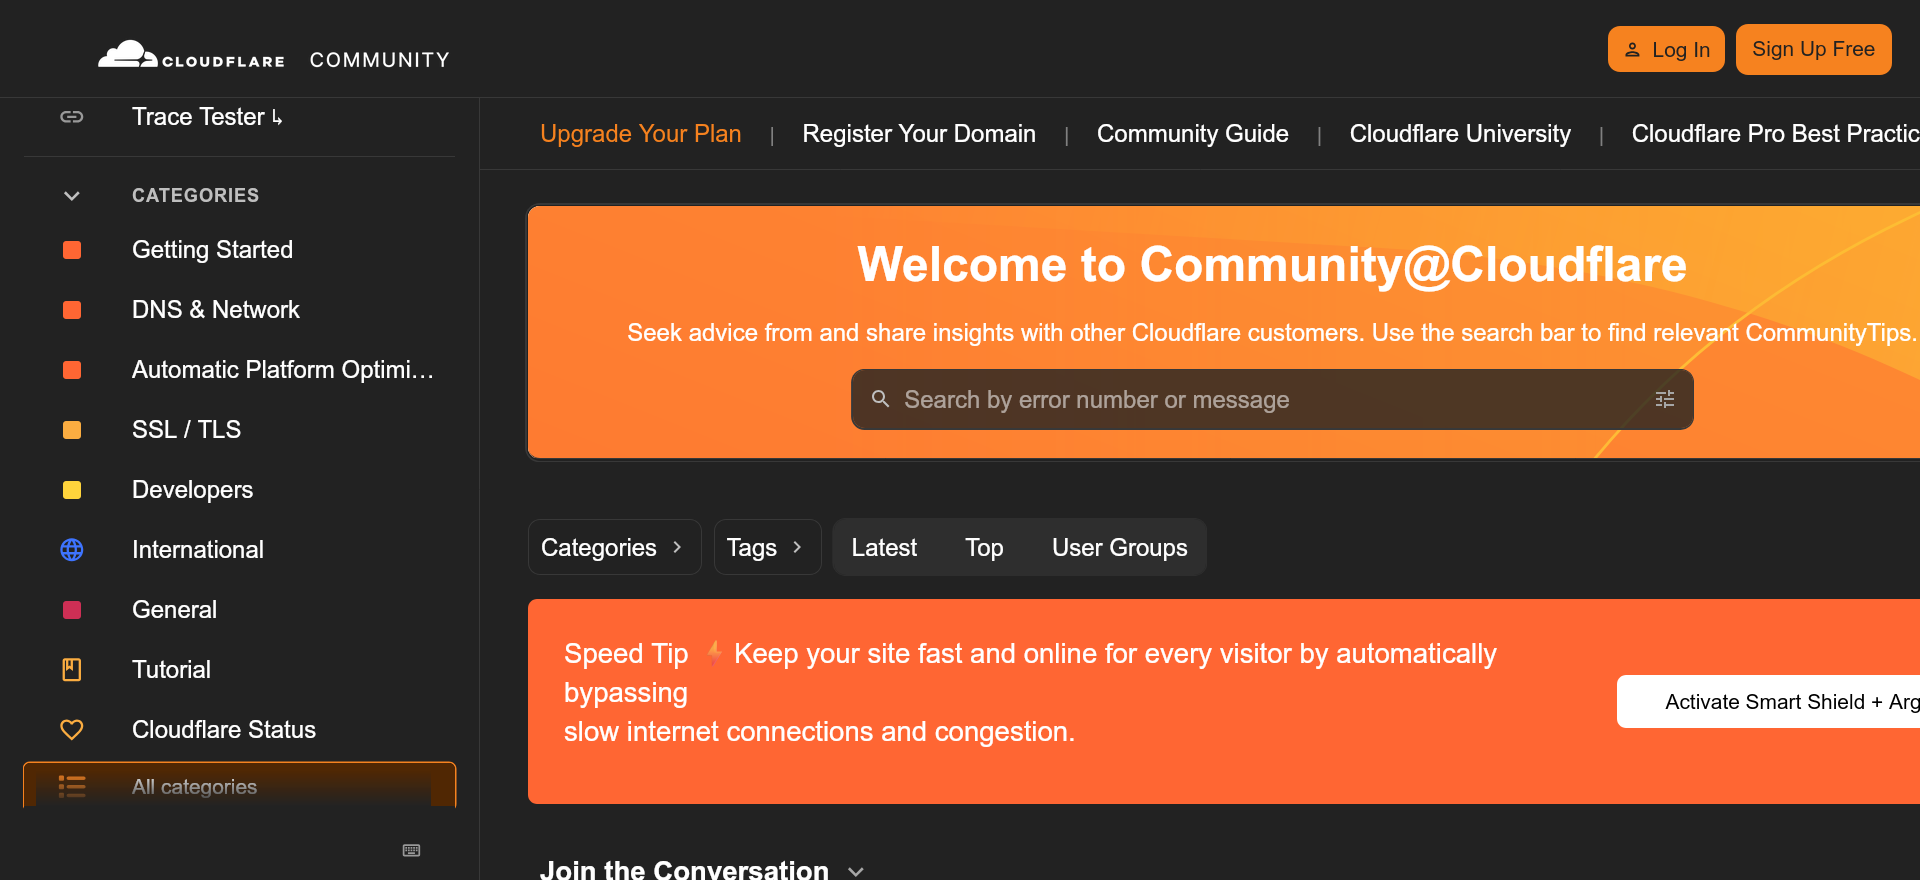 CLOUDFLARE COMMUNITY
Log In
Sign Up Free
Trace Tester ↳
CATEGORIES
Getting Started
DNS & Network
Automatic Platform Optimi...
SSL / TLS
Developers
International
General
Tutorial
Cloudflare Status
All categories
Upgrade Your Plan | Register Your Domain | Community Guide | Cloudflare University | Cloudflare Pro Best Practic
Welcome to Community@Cloudflare
Seek advice from and share insights with other Cloudflare customers. Use the search bar to find relevant CommunityTips.
Search by error number or message
Categories
Tags
Latest
Top
User Groups
Speed Tip ⚡ Keep your site fast and online for every visitor by automatically
bypassing
slow internet connections and congestion.
Activate Smart Shield + Arg
Join the Conversation